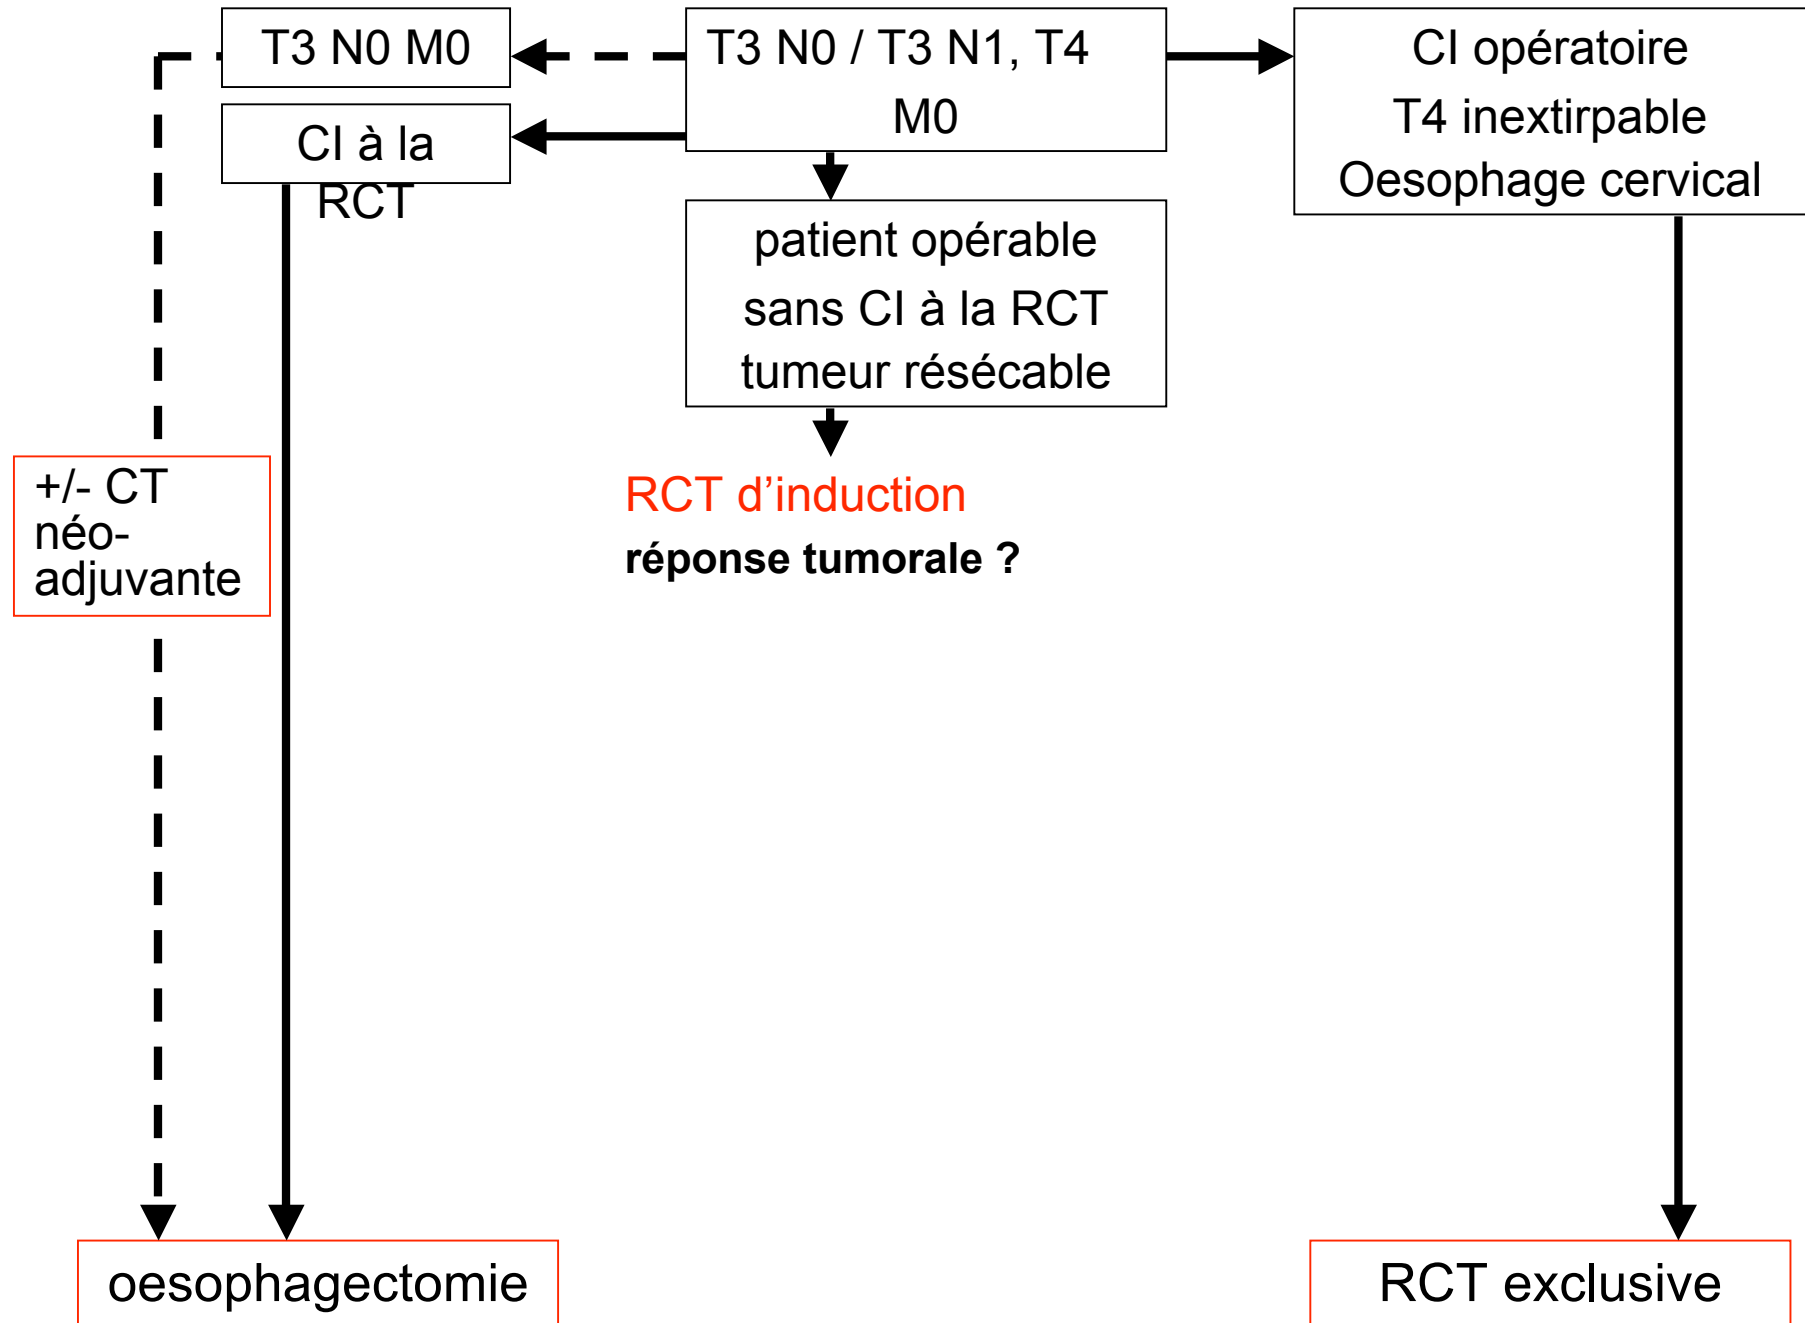 T3 N0 M0
CI à la
RCT
T3 N0 / T3 N1, T4
M0
CI opératoire
T4 inextirpable
Oesophage cervical
patient opérable
sans CI à la RCT
tumeur résécable
+/- CT
néo-
adjuvante
RCT d’induction
réponse tumorale ?
oesophagectomie
RCT exclusive